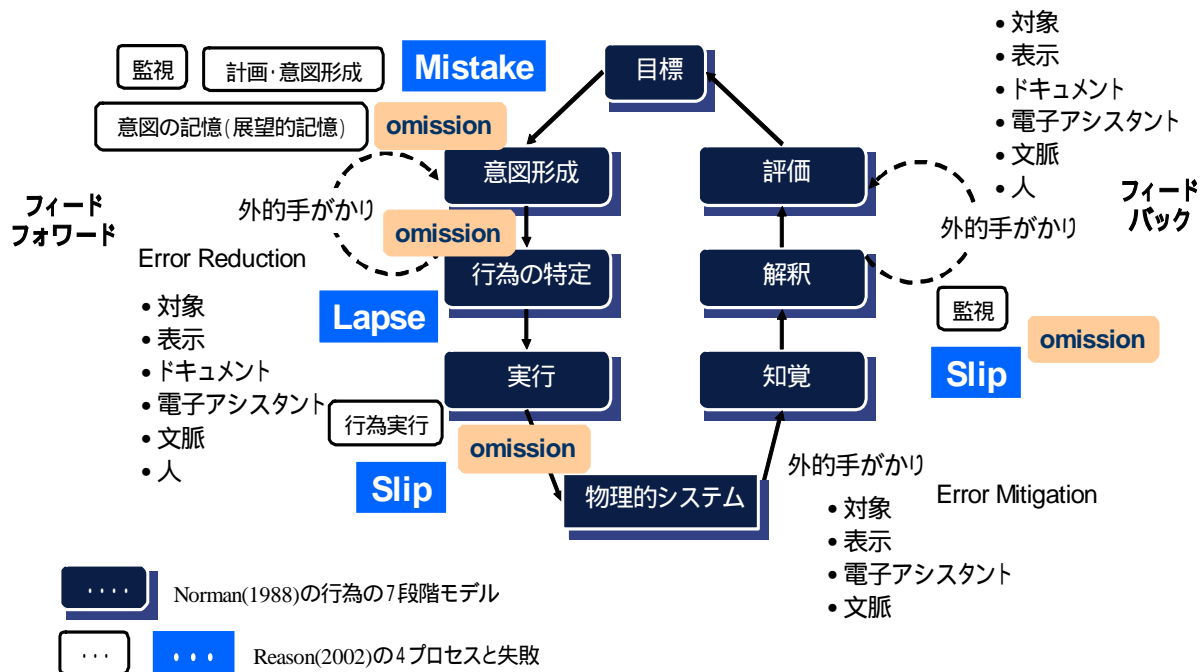 監視
計画・意図形成
Mistake
目標
意図の記憶(展望的記憶)
omission
意図形成
評価
フィード
フォワード
外的手がかり
omission
Error Reduction
行為の特定
• 対象
• 表示
• ドキュメント
• 電子アシスタント
• 文脈
• 人
Lapse
実行
行為実行
omission
Slip
物理的システム
• 対象
• 表示
• ドキュメント
• 電子アシスタント
• 文脈
• 人
フィード
バック
外的手がかり
解釈
監視
omission
Slip
知覚
外的手がかり
Error Mitigation
• 対象
• 表示
• 電子アシスタント
• 文脈
・・・・
Norman(1988)の行為の7段階モデル
・・・
・・・
Reason(2002)の4プロセスと失敗